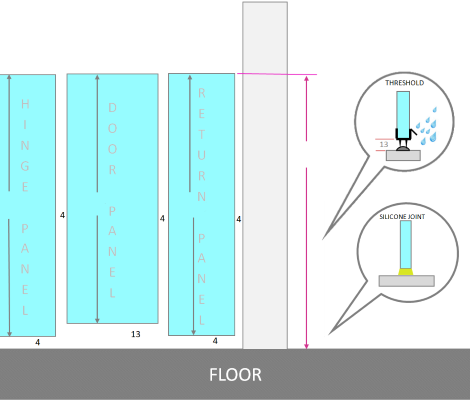 THRESHOLD
13
SILICONE JOINT
HINGE PANEL
DOOR PANEL
RETURN PANEL
4
4
4
4
13
4
FLOOR